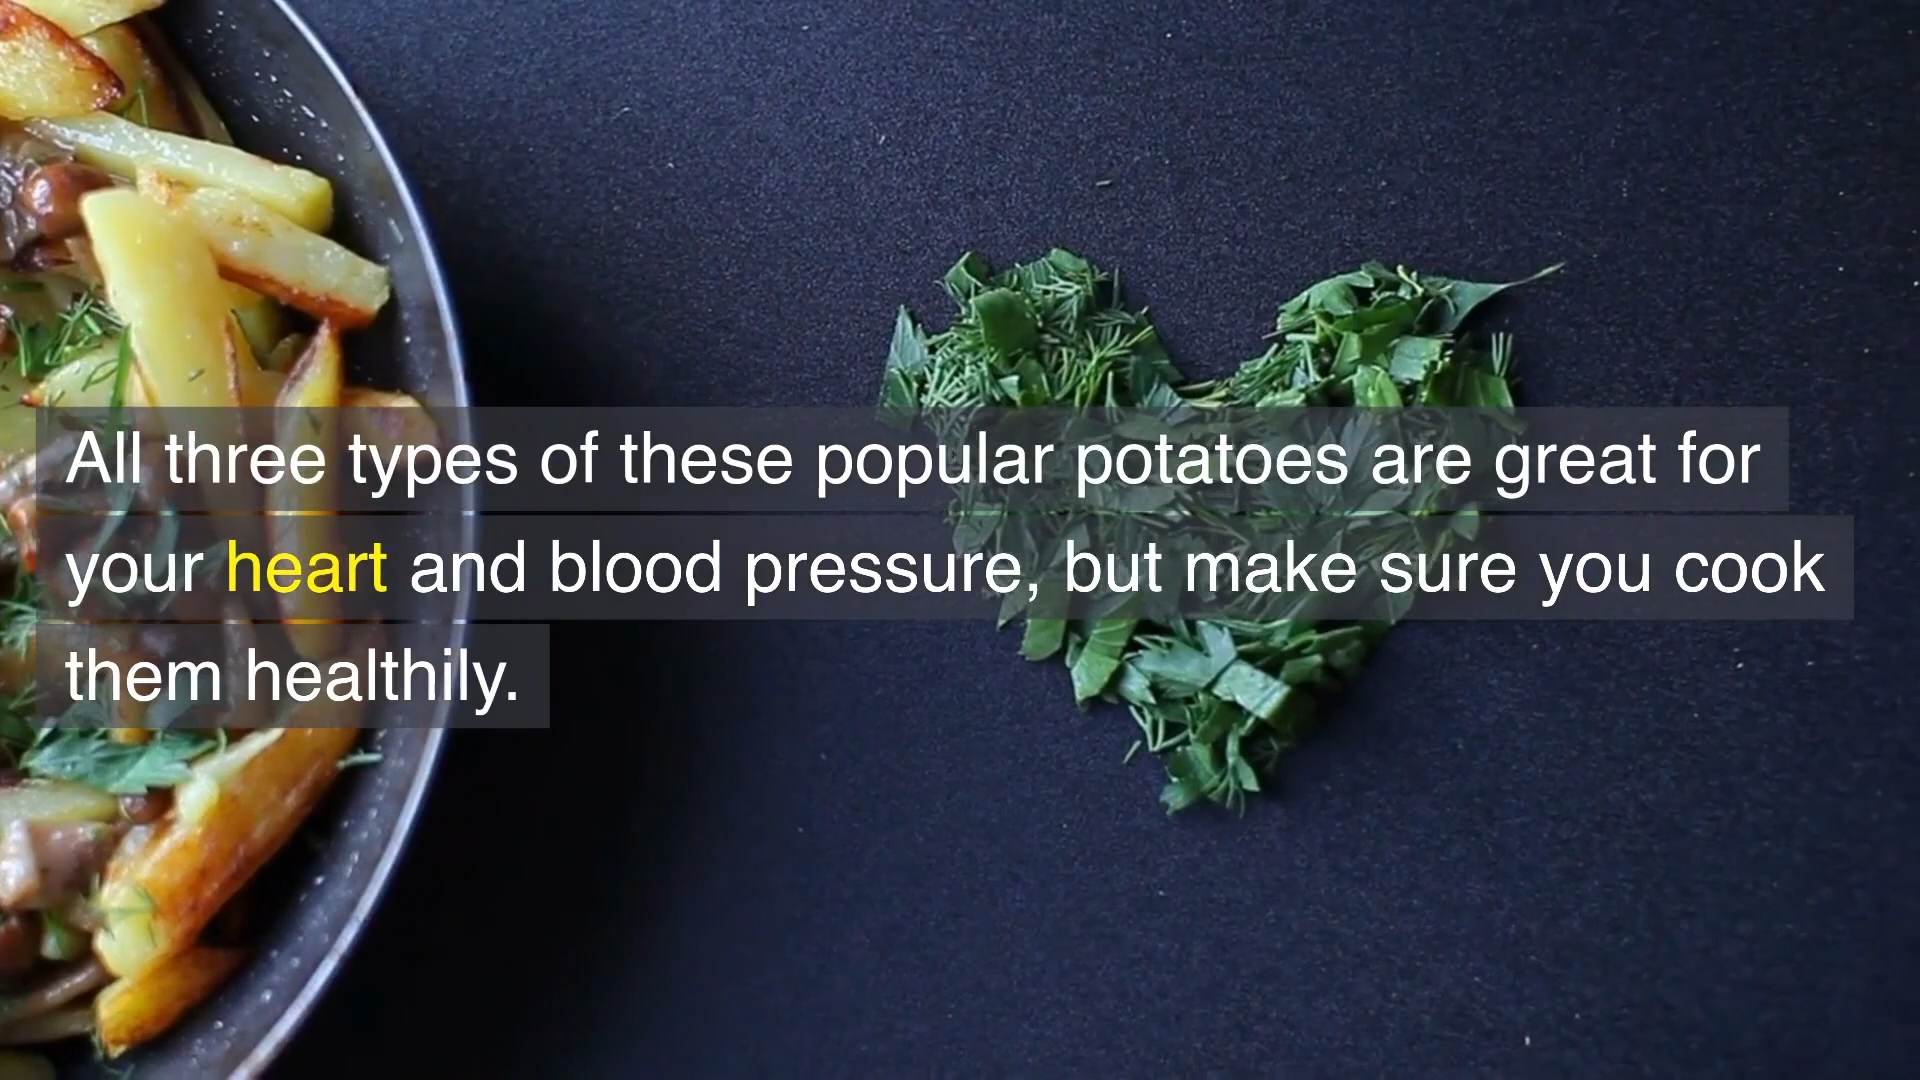 All three types of these popular potatoes are great for
your heart and blood pressure, but make sure you cook
them healthily.